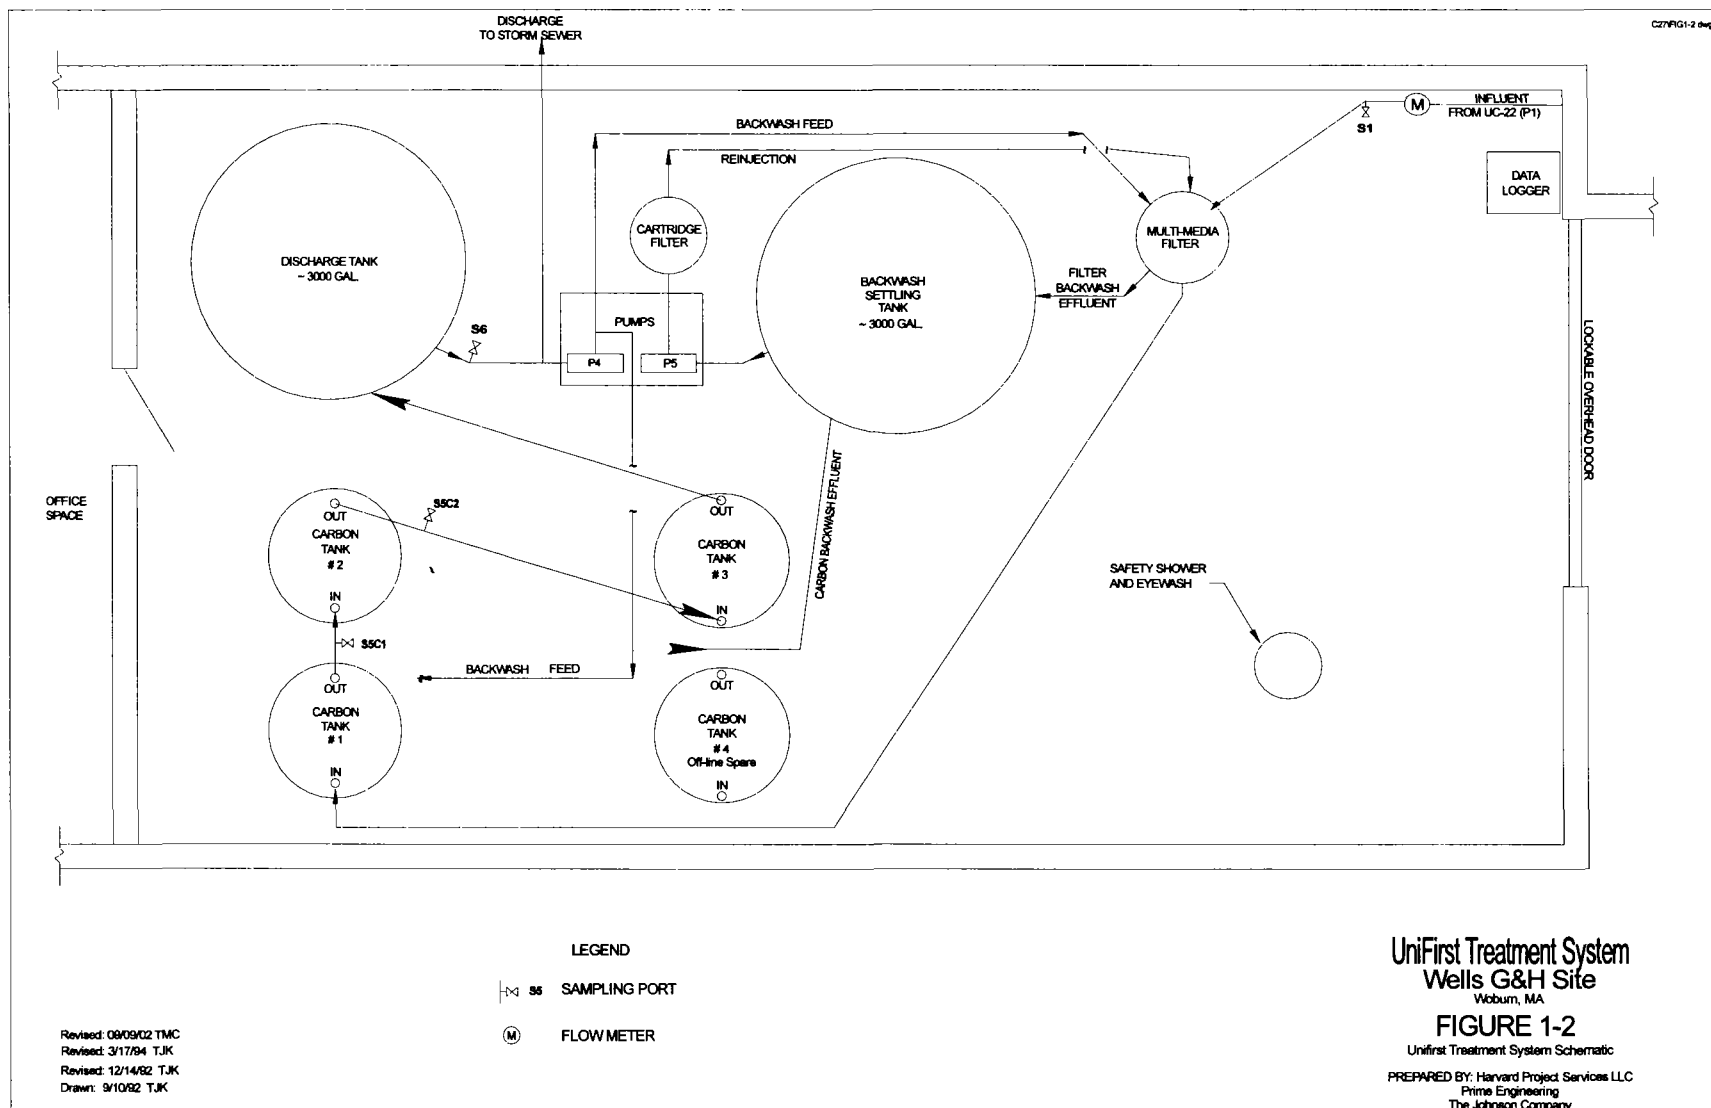 C27\FIG1-2 dwg
DISCHARGE
TO STORM SEWER
INFLUENT
FROM UC-22 (P1)
M
S1
BACKWASH FEED
REINJECTION
DATA
LOGGER
CARTRIDGE
FILTER
MULTI-MEDIA
FILTER
DISCHARGE TANK
~ 3000 GAL.
BACKWASH
SETTLING
TANK
~ 3000 GAL.
FILTER
BACKWASH
EFFLUENT
PUMPS
S6
P4
P5
LOCKABLE OVERHEAD DOOR
OFFICE
SPACE
OUT
CARBON
TANK
# 2
IN
S5C2
OUT
CARBON
TANK
# 3
IN
CARBON BACKWASH EFFLUENT
SAFETY SHOWER
AND EYEWASH
S5C1
BACKWASH FEED
OUT
CARBON
TANK
# 1
IN
OUT
CARBON
TANK
# 4
Off-line Spare
IN
LEGEND
S5 SAMPLING PORT
M FLOW METER
Revised: 09/09/02 TMC
Revised: 3/17/94 TJK
Revised: 12/14/92 TJK
Drawn: 9/10/92 TJK
UniFirst Treatment System
Wells G&H Site
Woburn, MA
FIGURE 1-2
Unifirst Treatment System Schematic
PREPARED BY: Harvard Project Services LLC
Prime Engineering
The Johnson Company